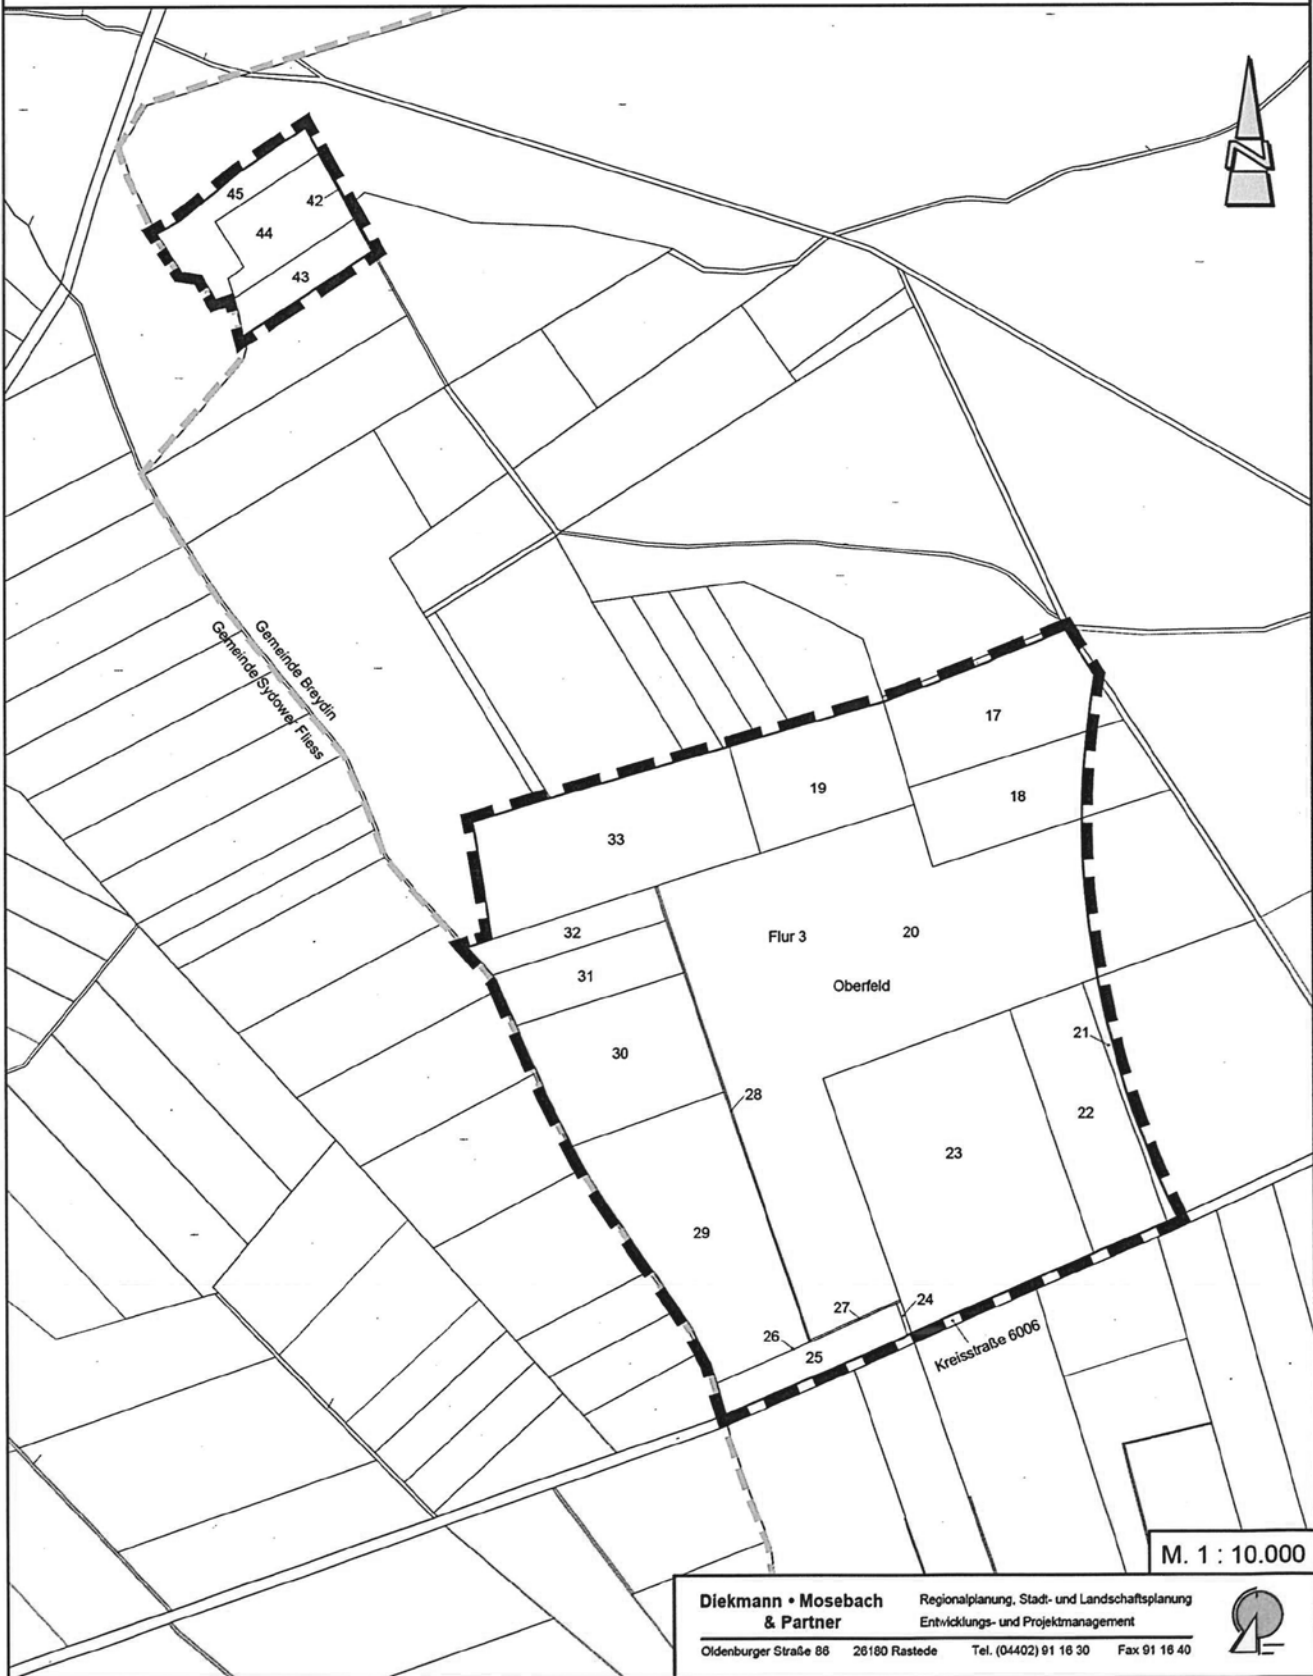 N
45
42
44
43
Gemeinde Breydin
Gemeinde Sydower Fliess
17
19
18
33
32
Flur 3
20
31
Oberfeld
21
30
28
22
23
29
27
24
26
25
Kreisstraße 6006
M. 1 : 10.000
Diekmann • Mosebach
& Partner
Regionalplanung, Stadt- und Landschaftsplanung
Entwicklungs- und Projektmanagement
Oldenburger Straße 86 26180 Rastede Tel. (04402) 91 16 30 Fax 91 16 40